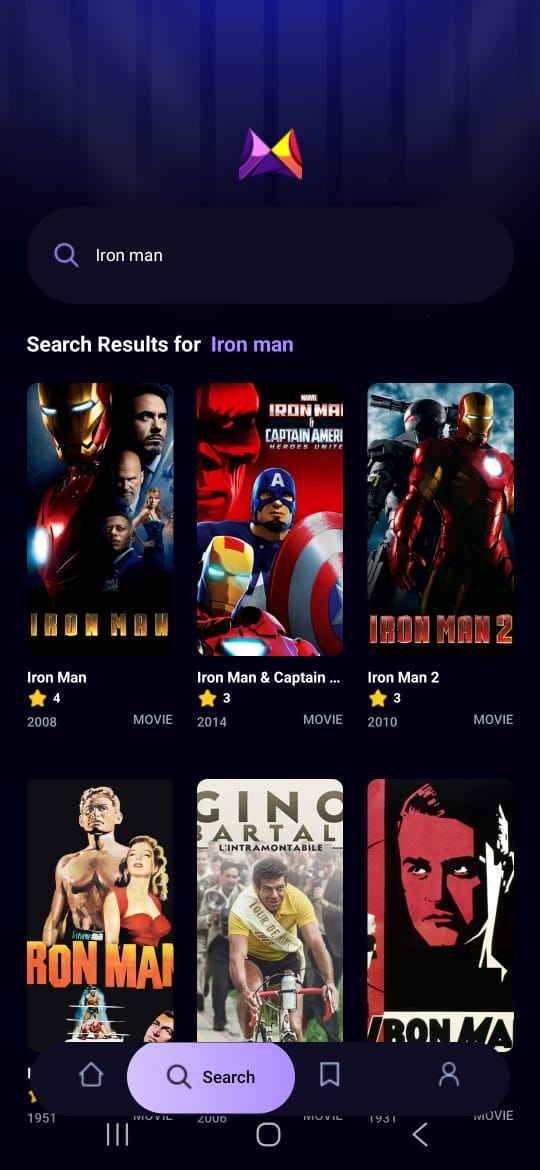 Iron man
Search Results for Iron man
IRON MAN
MARVEL
IRON MAN
&
CAPTAIN AMERI
HEROES UNITE
IRON MAN 2
Iron Man
4
2008 MOVIE
Iron Man & Captain ...
3
2014 MOVIE
Iron Man 2
3
2010 MOVIE
IRON MAN
GINO
BARTALI
L'INTRAMONTABILE
TOUR DE
IRON MA
Search
1951 MOVIE
2006 MOVIE
1931 MOVIE